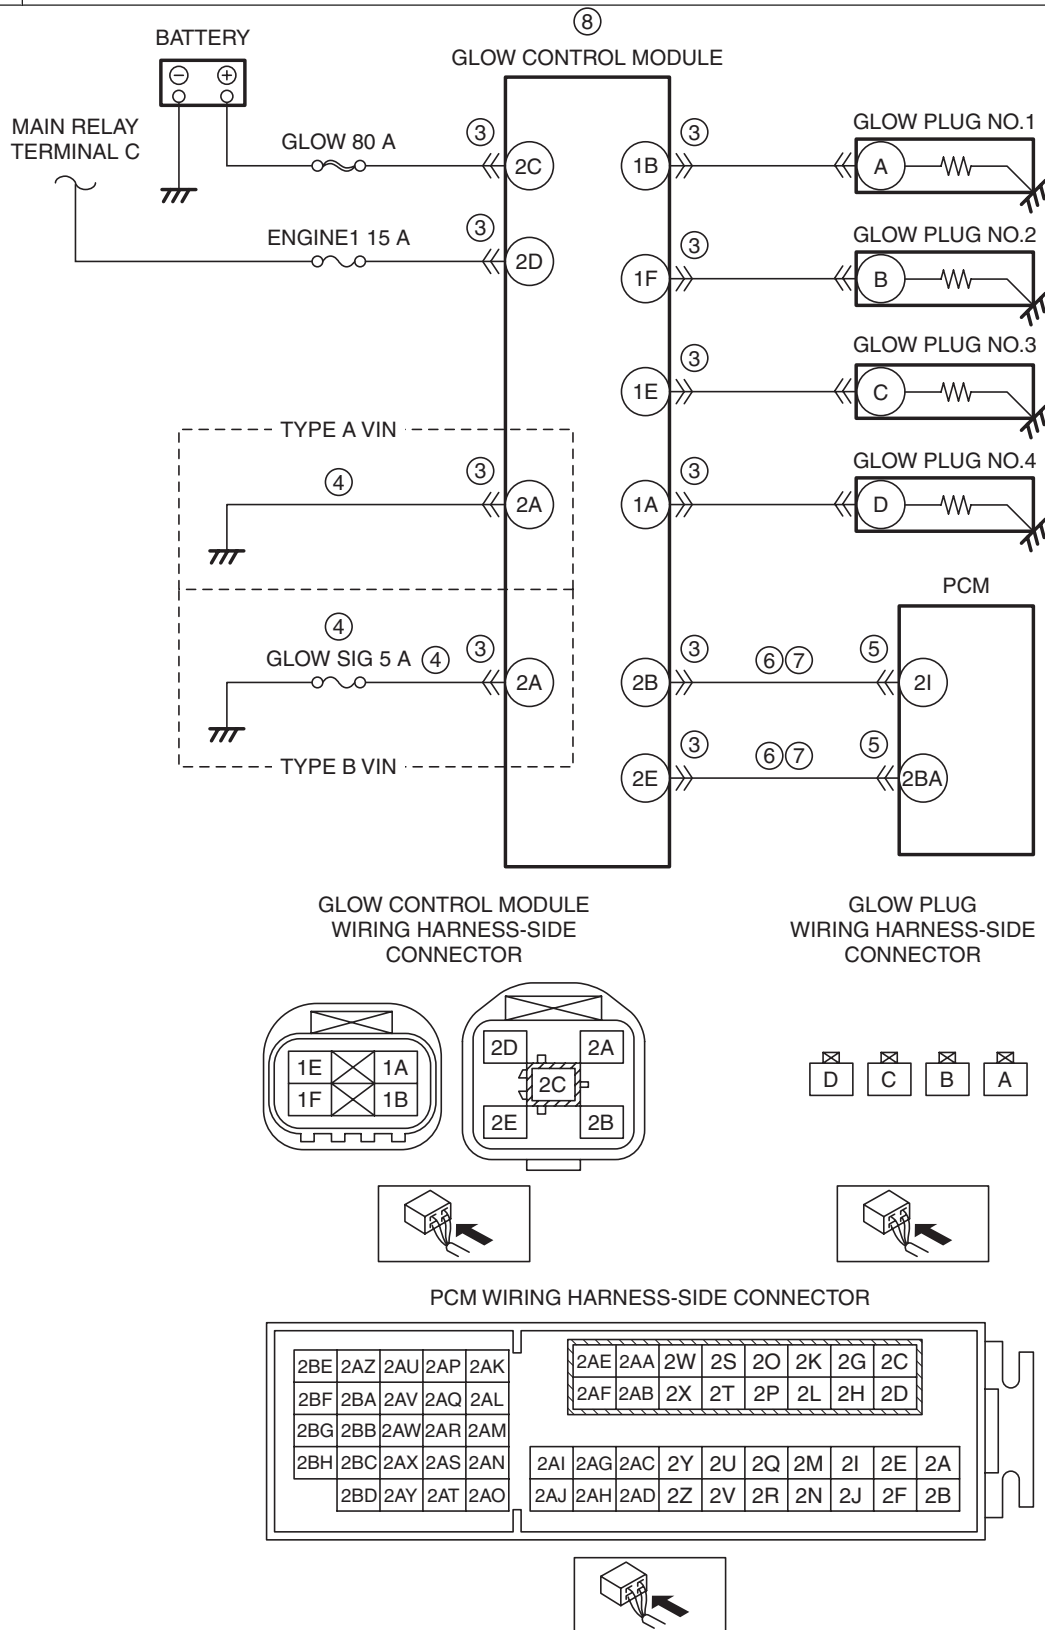 8
BATTERY
GLOW CONTROL MODULE
MAIN RELAY
TERMINAL C
GLOW 80 A
3
2C
1B
3
GLOW PLUG NO.1
A
ENGINE1 15 A
3
2D
1F
3
GLOW PLUG NO.2
B
1E
3
GLOW PLUG NO.3
C
TYPE A VIN
4
3
2A
1A
3
GLOW PLUG NO.4
D
PCM
4
GLOW SIG 5 A
4
3
2A
2B
3
6 7
5
2I
TYPE B VIN
2E
3
6 7
5
2BA
GLOW CONTROL MODULE
WIRING HARNESS-SIDE
CONNECTOR
GLOW PLUG
WIRING HARNESS-SIDE
CONNECTOR
1E 1A
1F 1B
2D 2A
2C
2E 2B
D C B A
PCM WIRING HARNESS-SIDE CONNECTOR
2BE 2AZ 2AU 2AP 2AK
2BF 2BA 2AV 2AQ 2AL
2BG 2BB 2AW 2AR 2AM
2BH 2BC 2AX 2AS 2AN
2BD 2AY 2AT 2AO
2AE 2AA 2W 2S 2O 2K 2G 2C
2AF 2AB 2X 2T 2P 2L 2H 2D
2AI 2AG 2AC 2Y 2U 2Q 2M 2I 2E 2A
2AJ 2AH 2AD 2Z 2V 2R 2N 2J 2F 2B